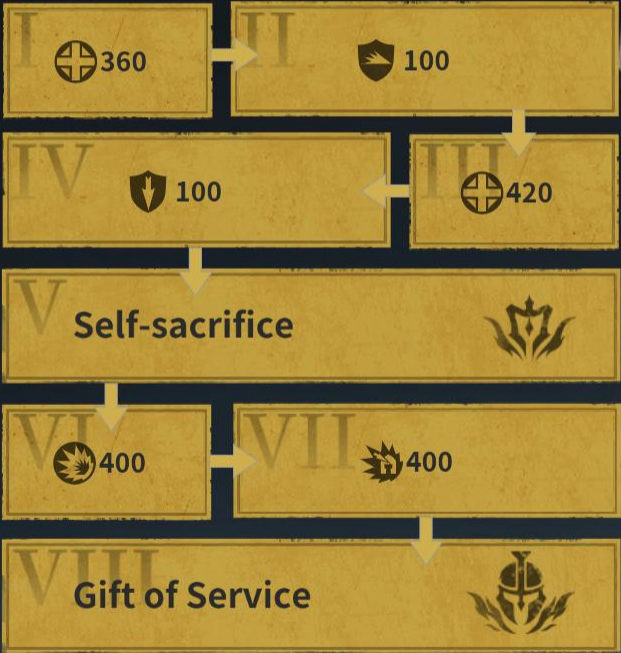 I 360
II 100
III 420
IV 100
V Self-sacrifice
VI 400
VII 400
VIII Gift of Service